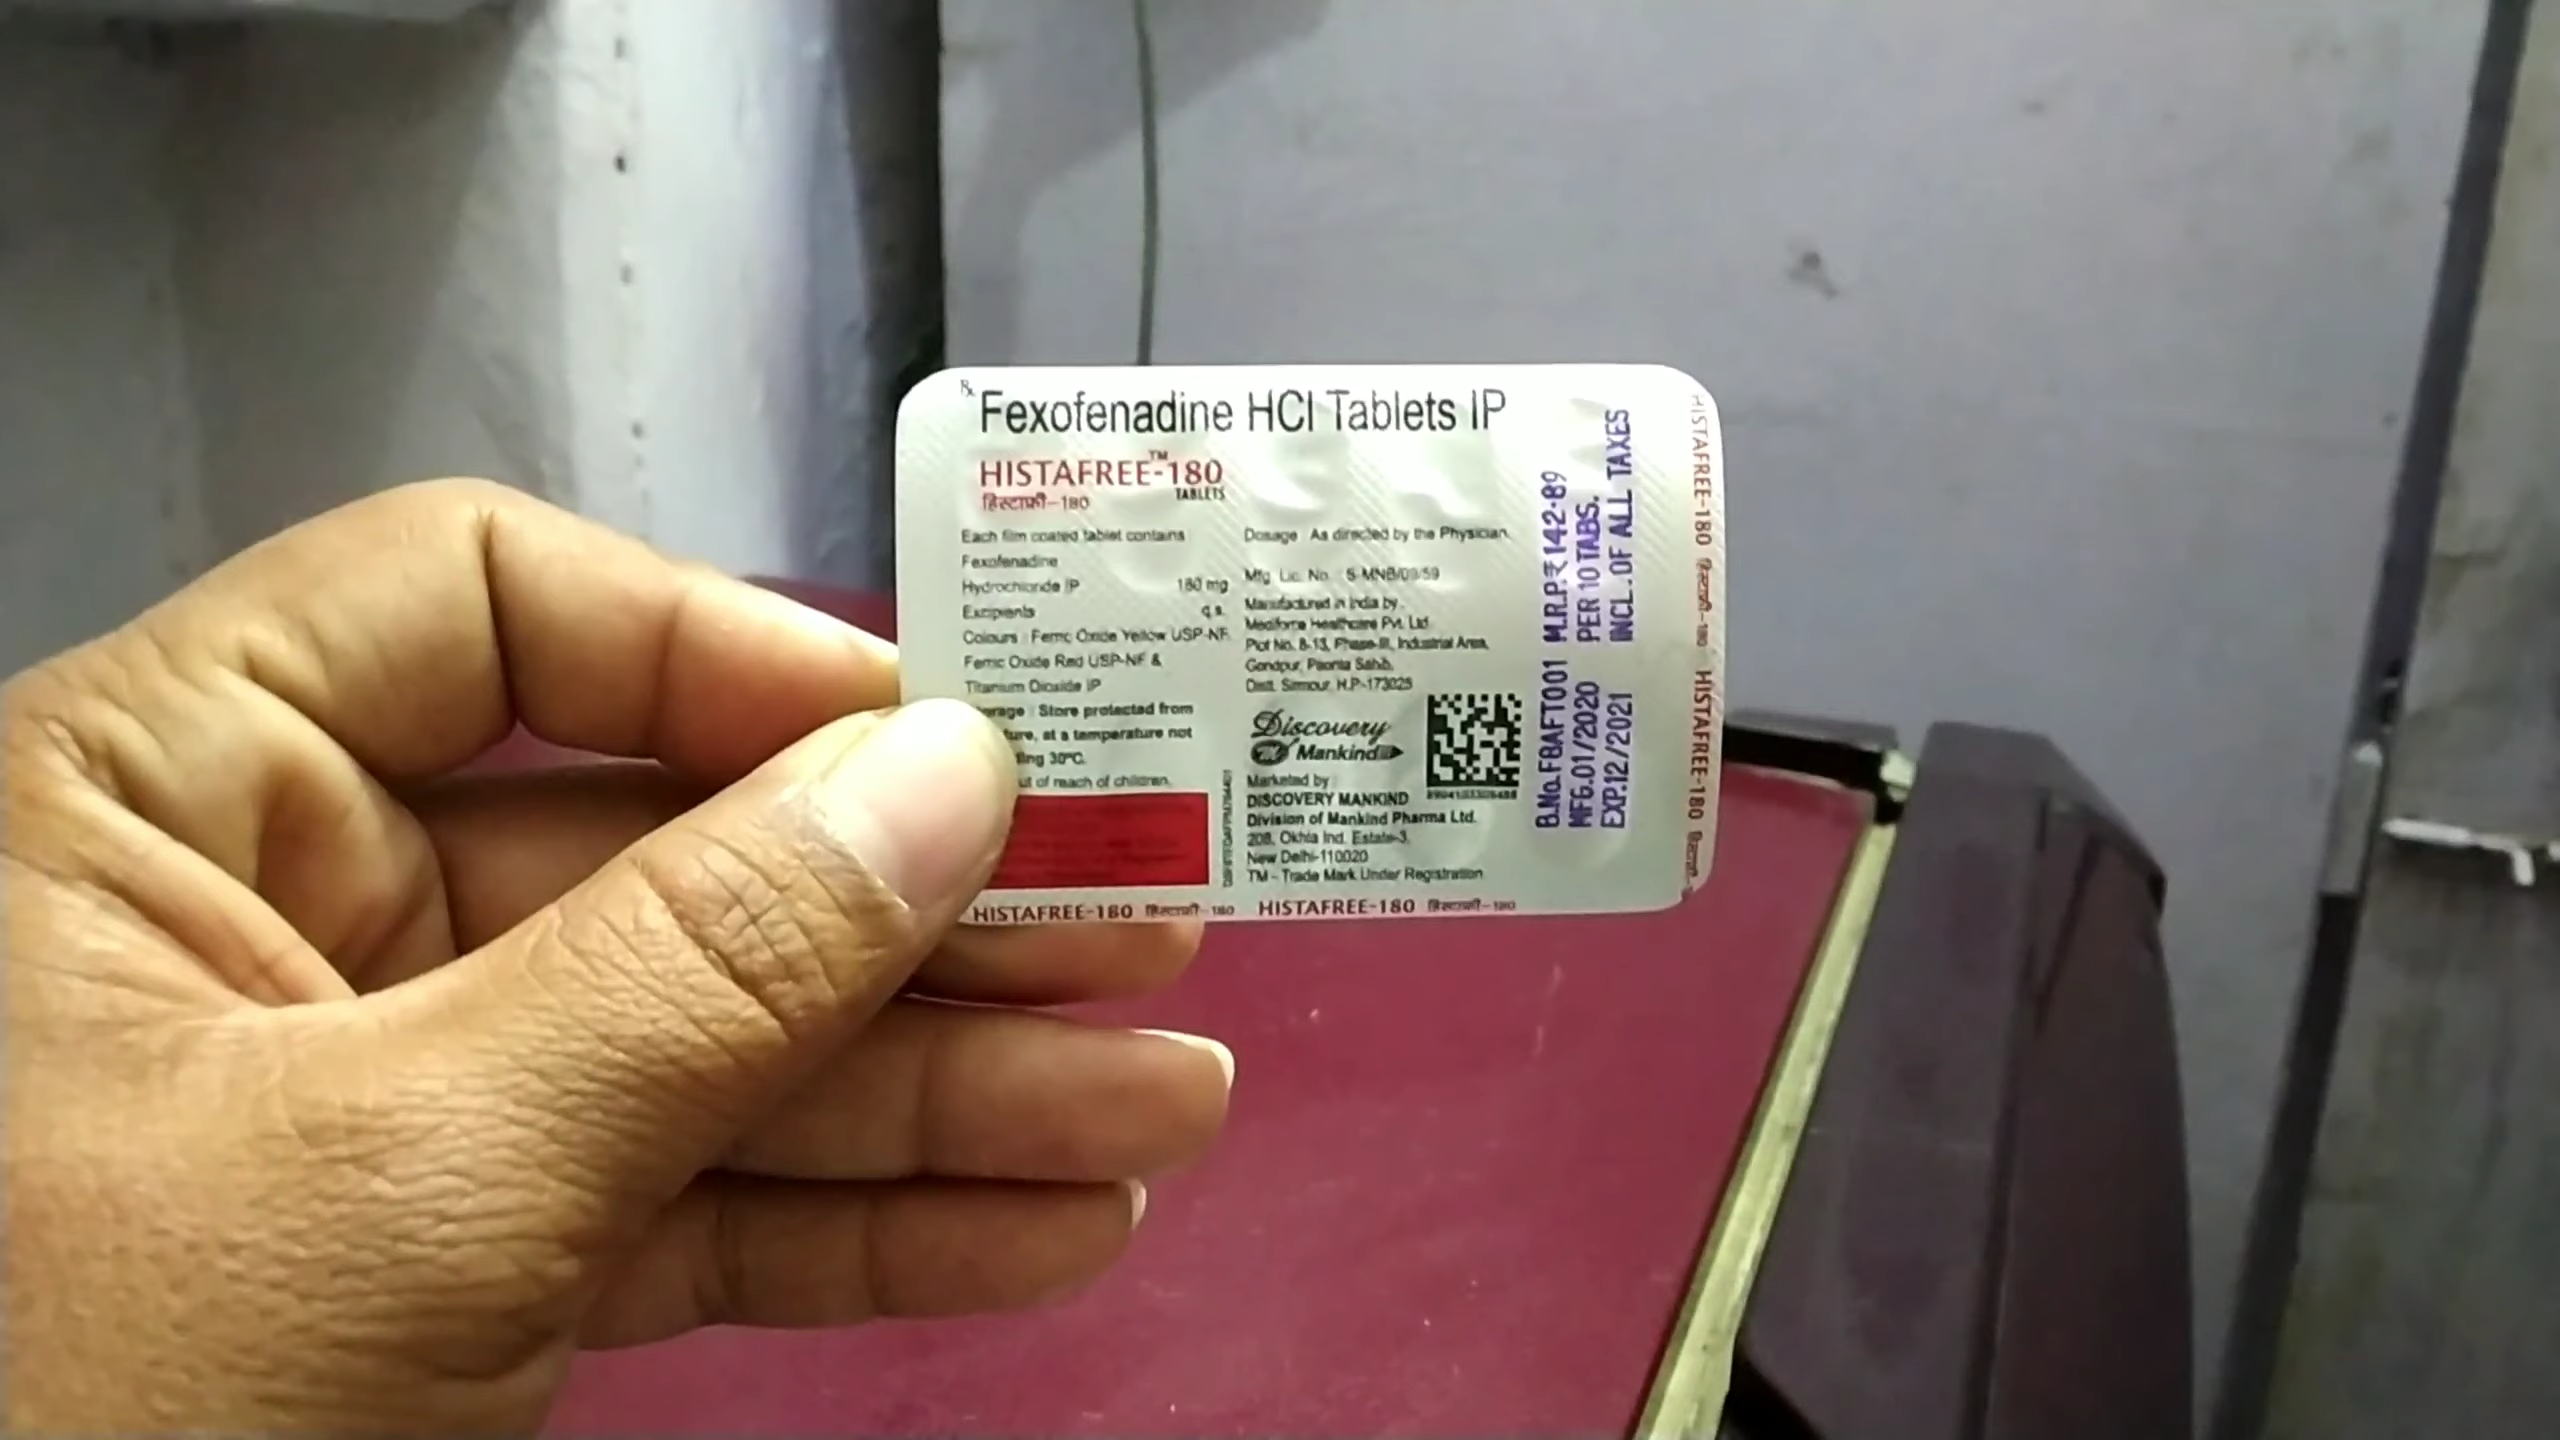 Rx
Fexofenadine HCl Tablets IP
HISTAFREE-180™
TABLETS
हिस्टाफ्री-180
Each film coated tablet contains
Fexofenadine
Hydrochloride IP 180 mg
Excipients q.s.
Colours : Ferric Oxide Yellow USP-NF,
Ferric Oxide Red USP-NF &
Titanium Dioxide IP
Store protected from
at a temperature not
30°C.
ut of reach of children.
Dosage : As directed by the Physician.
Mfg. Lic. No. : S-MNB/09/59
Manufactured in India by :
Mediforce Healthcare Pvt. Ltd.
Plot No. B-13, Phase-III, Industrial Area,
Gondpur, Paonta Sahib,
Distt. Sirmour, H.P.-173025
Discovery
Mankind
Marketed by :
DISCOVERY MANKIND
Division of Mankind Pharma Ltd.
208, Okhla Ind. Estate-3,
New Delhi-110020
TM - Trade Mark Under Registration
B.No.FBAFT001 M.R.P.₹142.89
MFG.01/2020 PER 10 TABS.
EXP.12/2021 INCL.OF ALL TAXES
HISTAFREE-180 हिस्टाफ्री-180 HISTAFREE-180
HISTAFREE-180 हिस्टाफ्री-180 HISTAFREE-180 हिस्टाफ्री-180